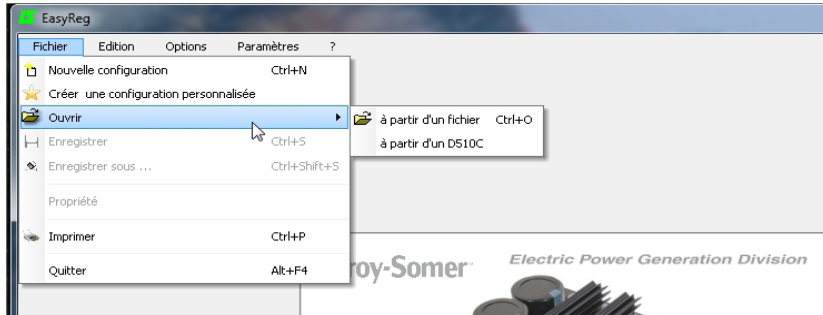 EasyReg
Fichier Edition Options Paramètres ?
Nouvelle configuration Ctrl+N
Créer une configuration personnalisée
Ouvrir
à partir d'un fichier Ctrl+O
Enregistrer Ctrl+S
à partir d'un D510C
Enregistrer sous ... Ctrl+Shift+S
Propriété
Imprimer Ctrl+P
Quitter Alt+F4
roy-Somer
Electric Power Generation Division